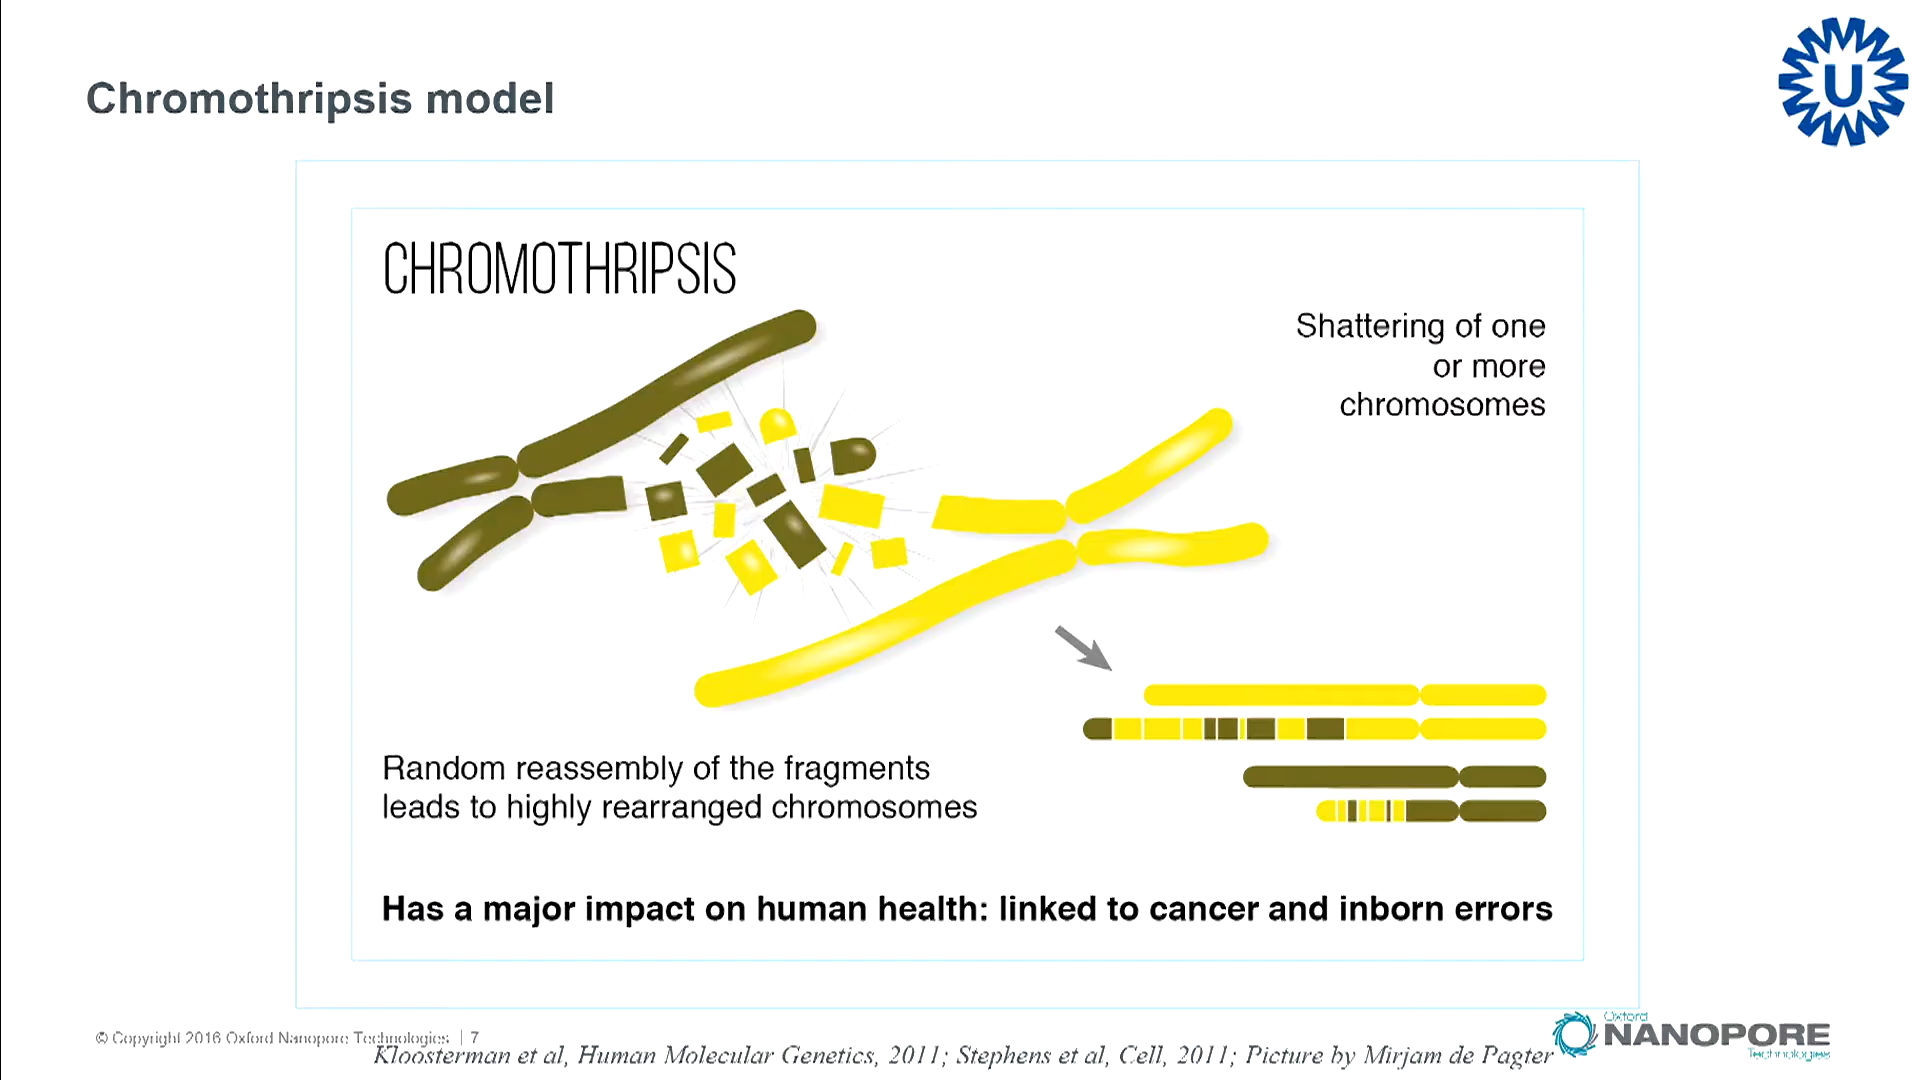 Chromothripsis model
U
CHROMOTHRIPSIS
Shattering of one
or more
chromosomes
Random reassembly of the fragments
leads to highly rearranged chromosomes
Has a major impact on human health: linked to cancer and inborn errors
© Copyright 2016 Oxford Nanopore Technologies | 7
Kloosterman et al, Human Molecular Genetics, 2011; Stephens et al, Cell, 2011; Picture by Mirjam de Pagter
Oxford
NANOPORE
Technologies